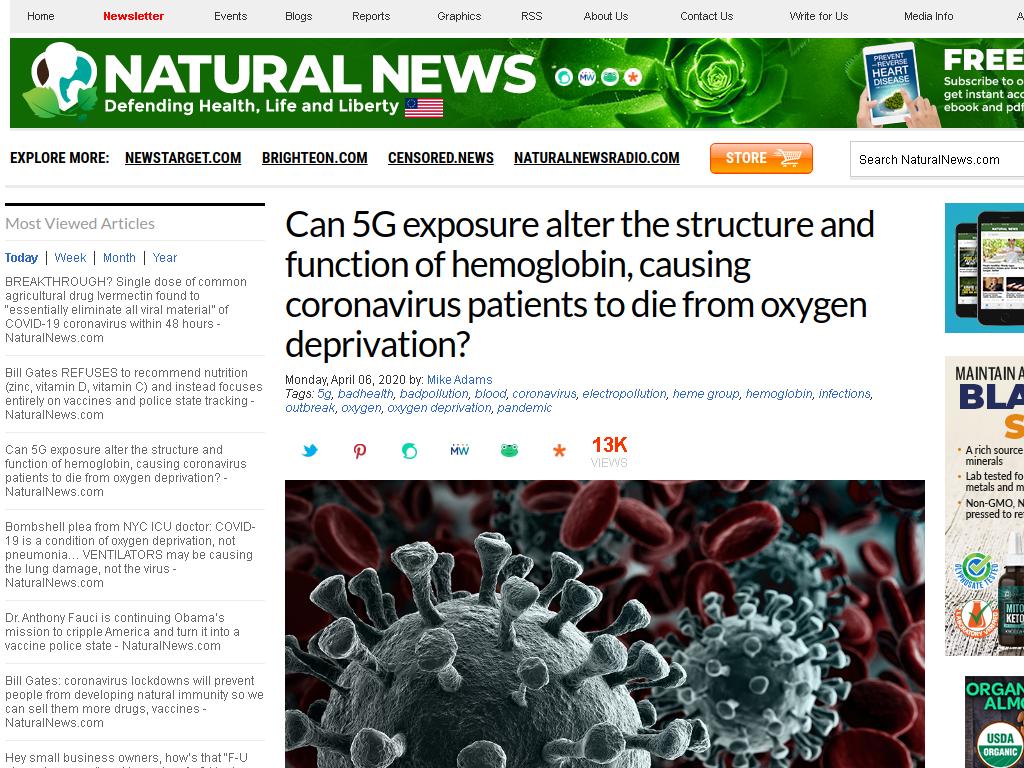 Home Newsletter Events Blogs Reports Graphics RSS About Us Contact Us Write for Us Media Info A
NATURALNEWS
Defending Health, Life and Liberty
PREVENT
REVERSE
HEART
DISEASE
FREE
Subscribe to o
get instant acc
ebook and pdf
EXPLORE MORE: NEWSTARGET.COM BRIGHTEON.COM CENSORED.NEWS NATURALNEWSRADIO.COM STORE Search NaturalNews.com
Most Viewed Articles
Today | Week | Month | Year
BREAKTHROUGH? Single dose of common
agricultural drug Ivermectin found to
"essentially eliminate all viral material" of
COVID-19 coronavirus within 48 hours -
NaturalNews.com
Bill Gates REFUSES to recommend nutrition
(zinc, vitamin D, vitamin C) and instead focuses
entirely on vaccines and police state tracking -
NaturalNews.com
Can 5G exposure alter the structure and
function of hemoglobin, causing coronavirus
patients to die from oxygen deprivation? -
NaturalNews.com
Bombshell plea from NYC ICU doctor: COVID-
19 is a condition of oxygen deprivation, not
pneumonia... VENTILATORS may be causing
the lung damage, not the virus -
NaturalNews.com
Dr. Anthony Fauci is continuing Obama's
mission to cripple America and turn it into a
vaccine police state - NaturalNews.com
Bill Gates: coronavirus lockdowns will prevent
people from developing natural immunity so we
can sell them more drugs, vaccines -
NaturalNews.com
Hey small business owners, how's that "F-U
Can 5G exposure alter the structure and
function of hemoglobin, causing
coronavirus patients to die from oxygen
deprivation?
Monday, April 06, 2020 by: Mike Adams
Tags: 5g, badhealth, badpollution, blood, coronavirus, electropollution, heme group, hemoglobin, infections,
outbreak, oxygen, oxygen deprivation, pandemic
MW
13K
VIEWS
MAINTAIN A
BLA
S
• A rich source
minerals
• Lab tested fo
metals and m
• Non-GMO, N
pressed to re
GLYPHOSATE TESTED
ORGAN
ALMO
USDA
ORGANIC